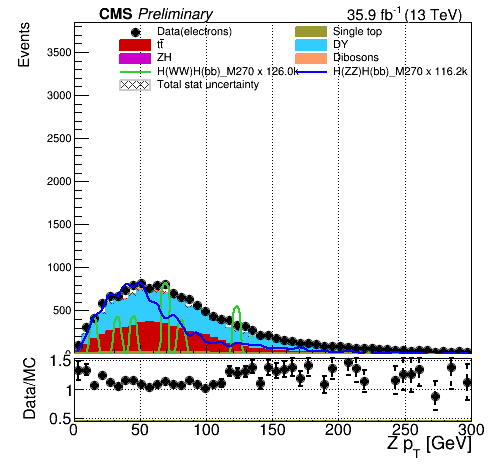 CMS Preliminary 35.9 fb⁻¹ (13 TeV)
Data(electrons) Single top
tt̄ DY
ZH Dibosons
H(WW)H(bb)_M270 x 126.0k H(ZZ)H(bb)_M270 x 116.2k
Total stat uncertainty
Events
3500
3000
2500
2000
1500
1000
500
0
Data/MC
1.5
1
0.5
0 50 100 150 200 250 300
Z p_T [GeV]